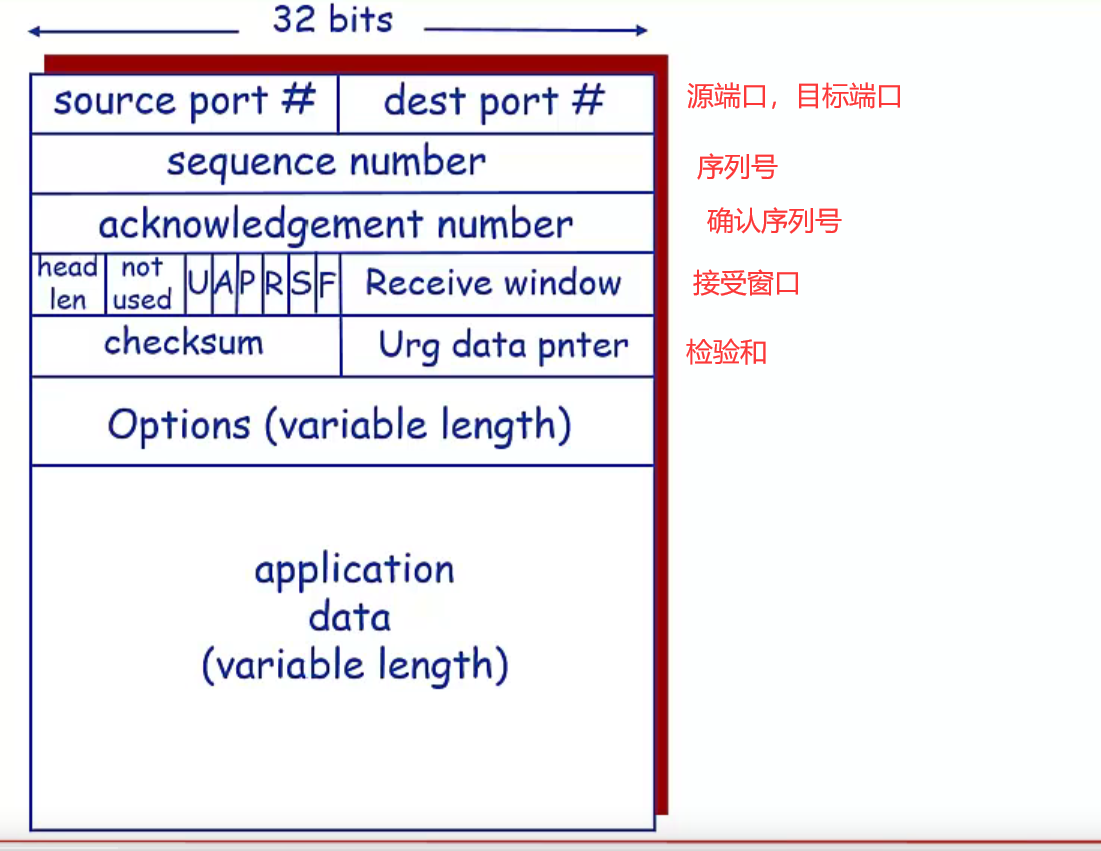 32 bits
source port # dest port # 源端口，目标端口
sequence number 序列号
acknowledgement number 确认序列号
head len not used U A P R S F Receive window 接受窗口
checksum Urg data pnter 检验和
Options (variable length)
application
data
(variable length)